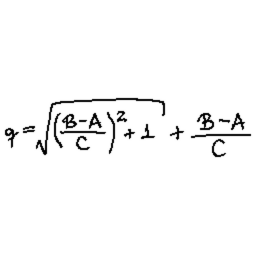 q = √(((B-A)/C)² + 1) + (B-A)/C